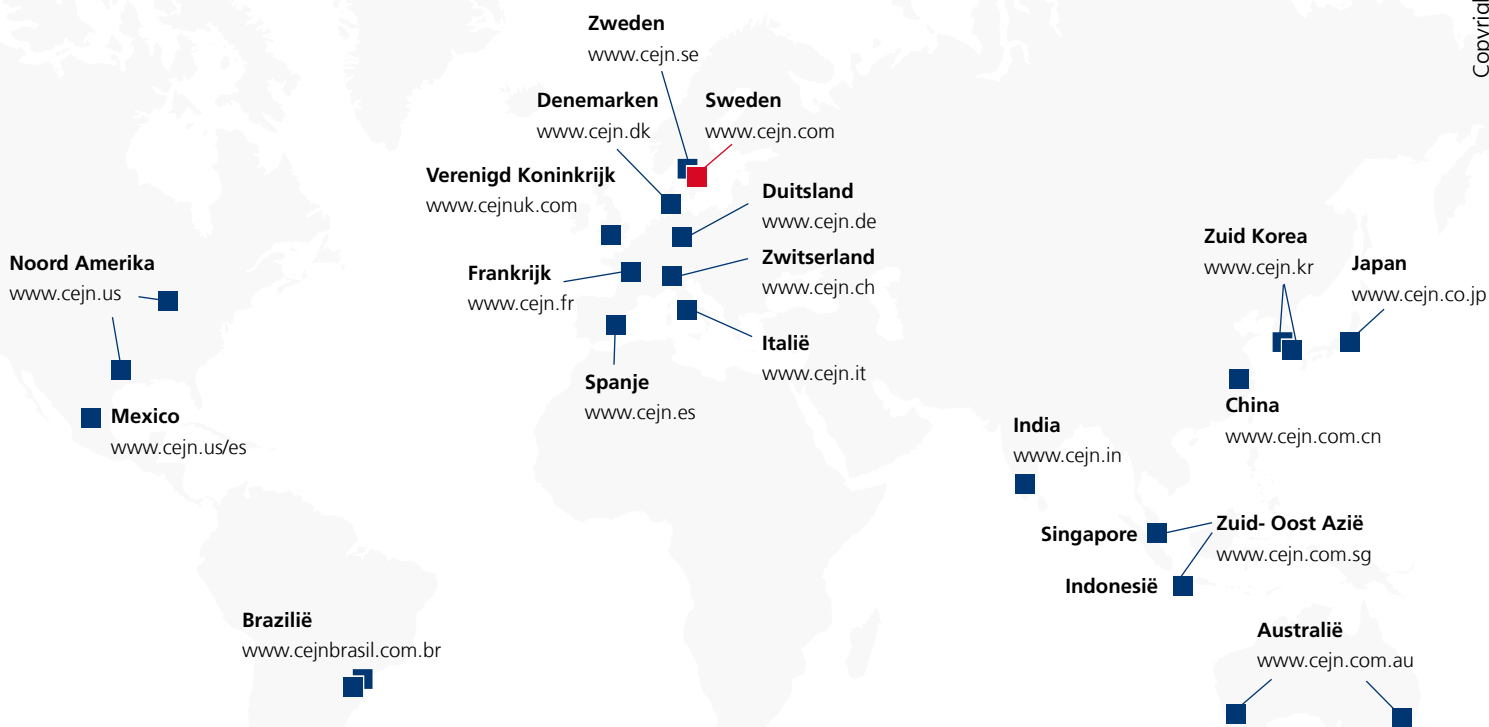 Zweden
www.cejn.se
Denemarken
www.cejn.dk
Sweden
www.cejn.com
Verenigd Koninkrijk
www.cejnuk.com
Duitsland
www.cejn.de
Noord Amerika
www.cejn.us
Frankrijk
www.cejn.fr
Zwitserland
www.cejn.ch
Zuid Korea
www.cejn.kr
Japan
www.cejn.co.jp
Italië
www.cejn.it
Spanje
www.cejn.es
Mexico
www.cejn.us/es
China
www.cejn.com.cn
India
www.cejn.in
Singapore
Zuid- Oost Azië
www.cejn.com.sg
Indonesië
Brazilië
www.cejnbrasil.com.br
Australië
www.cejn.com.au